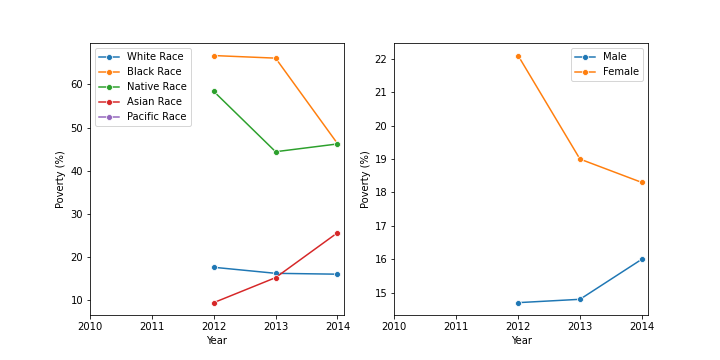 White Race
Black Race
Native Race
Asian Race
Pacific Race
60
50
40
30
20
10
Poverty (%)
2010 2011 2012 2013 2014
Year
Male
Female
22
21
20
19
18
17
16
15
Poverty (%)
2010 2011 2012 2013 2014
Year